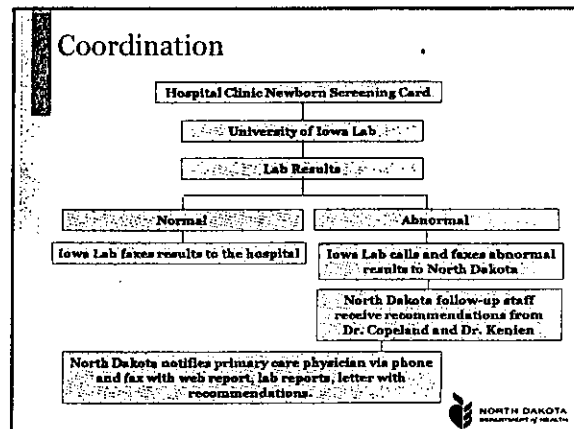 Coordination
Hospital Clinic Newborn Screening Card
University of Iowa Lab
Lab Results
Normal
Abnormal
Iowa Lab faxes results to the hospital
Iowa Lab calls and faxes abnormal
results to North Dakota
North Dakota follow-up staff
receive recommendations from
Dr. Copeland and Dr. Kenien
North Dakota notifies primary care physician via phone
and fax with web report, lab reports, letter with
recommendations.
NORTH DAKOTA
DEPARTMENT of HEALTH